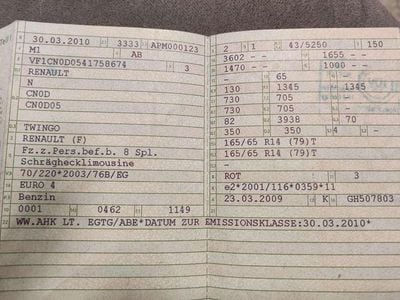 30.03.2010 3333 APM000123
M1 AB
VF1CN0D0541758674 3
RENAULT
N
CN0D
CN0D05
TWINGO
RENAULT (F)
Fz.z.Pers.bef.b. 8 Spl.
Schräghecklimousine
70/220*2003/76B/EG
EURO 4
Benzin
0001 0462 1149
2 1 43/5250 150
3602 - - 1655 - -
1470 - - 1000 - -
- 65 -
130 1345 1345
730 705 -
730 705 -
82 3938 70
350 350 4 -
165/65 R14 (79)T
165/65 R14 (79)T
-
ROT 3
e2*2001/116*0359*11
23.03.2009 K GH507803
WW.AHK LT. EGTG/ABE*DATUM ZUR EMISSIONSKLASSE:30.03.2010*